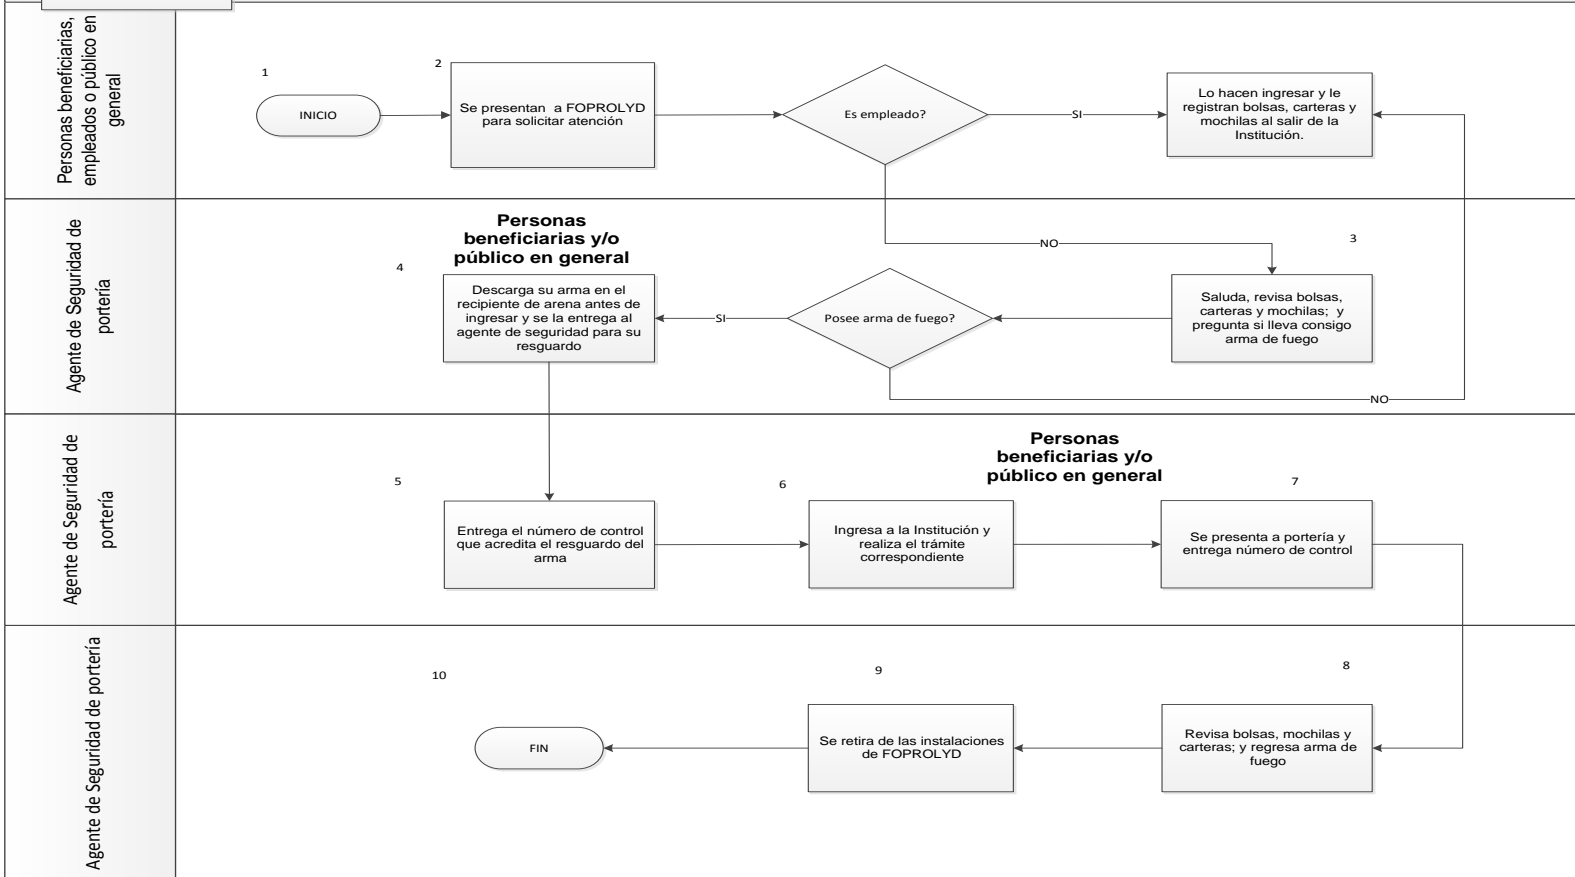 Personas beneficiarias,
empleados o público en
general
1
INICIO
2
Se presentan  a FOPROLYD
para solicitar atención
Es empleado?
SI
Lo hacen ingresar y le
registran bolsas, carteras y
mochilas al salir de la
Institución.
Agente de Seguridad de
portería
Personas
beneficiarias y/o
público en general
4
Descarga su arma en el
recipiente de arena antes de
ingresar y se la entrega al
agente de seguridad para su
resguardo
SI
Posee arma de fuego?
NO
3
Saluda, revisa bolsas,
carteras y mochilas;  y
pregunta si lleva consigo
arma de fuego
NO
Agente de Seguridad de
portería
5
Entrega el número de control
que acredita el resguardo del
arma
6
Ingresa a la Institución y
realiza el trámite
correspondiente
Personas
beneficiarias y/o
público en general
7
Se presenta a portería y
entrega número de control
Agente de Seguridad de portería
10
FIN
9
Se retira de las instalaciones
de FOPROLYD
8
Revisa bolsas, mochilas y
carteras; y regresa arma de
fuego